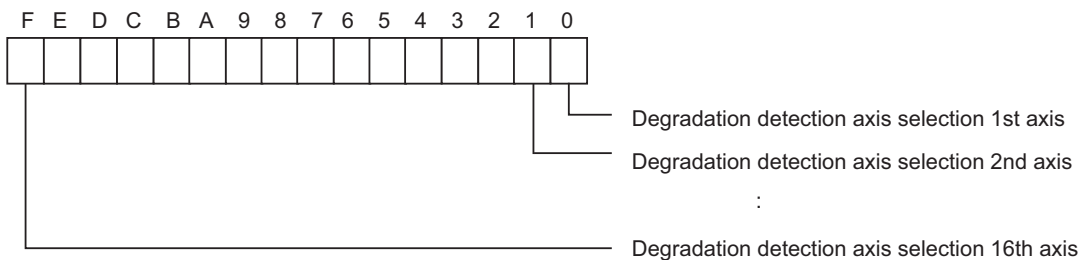 F E D C B A 9 8 7 6 5 4 3 2 1 0
Degradation detection axis selection 1st axis
Degradation detection axis selection 2nd axis
:
Degradation detection axis selection 16th axis